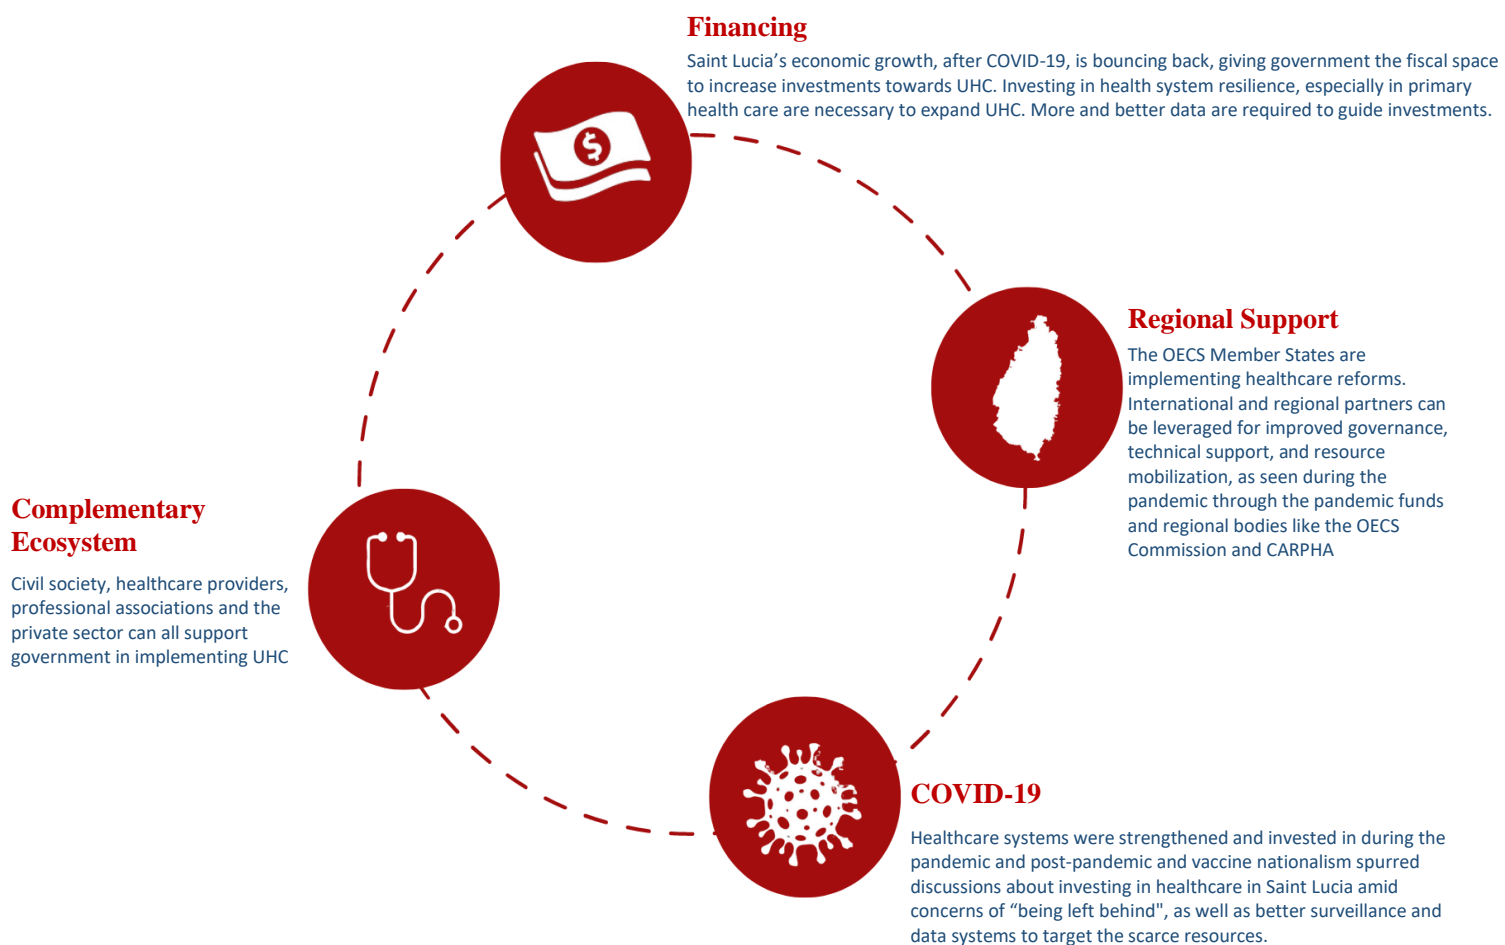 Financing
Saint Lucia’s economic growth, after COVID-19, is bouncing back, giving government the fiscal space
to increase investments towards UHC. Investing in health system resilience, especially in primary
health care are necessary to expand UHC. More and better data are required to guide investments.
$
Regional Support
The OECS Member States are
implementing healthcare reforms.
International and regional partners can
be leveraged for improved governance,
technical support, and resource
mobilization, as seen during the
pandemic through the pandemic funds
and regional bodies like the OECS
Commission and CARPHA
Complementary
Ecosystem
Civil society, healthcare providers,
professional associations and the
private sector can all support
government in implementing UHC
COVID-19
Healthcare systems were strengthened and invested in during the
pandemic and post-pandemic and vaccine nationalism spurred
discussions about investing in healthcare in Saint Lucia amid
concerns of “being left behind", as well as better surveillance and
data systems to target the scarce resources.